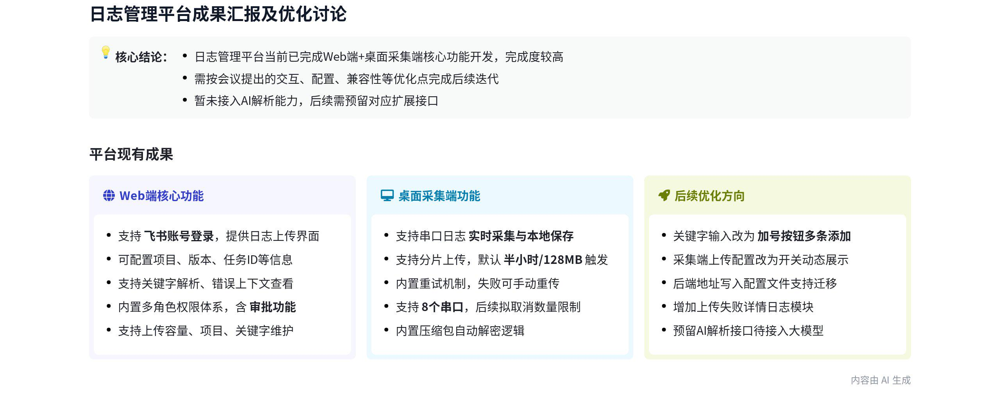 日志管理平台成果汇报及优化讨论
核心结论：
日志管理平台当前已完成Web端+桌面采集端核心功能开发，完成度较高
需按会议提出的交互、配置、兼容性等优化点完成后续迭代
暂未接入AI解析能力，后续需预留对应扩展接口
平台现有成果
Web端核心功能
支持 飞书账号登录，提供日志上传界面
可配置项目、版本、任务ID等信息
支持关键字解析、错误上下文查看
内置多角色权限体系，含 审批功能
支持上传容量、项目、关键字维护
桌面采集端功能
支持串口日志 实时采集与本地保存
支持分片上传，默认 半小时/128MB 触发
内置重试机制，失败可手动重传
支持 8个串口，后续拟取消数量限制
内置压缩包自动解密逻辑
后续优化方向
关键字输入改为 加号按钮多条添加
采集端上传配置改为开关动态展示
后端地址写入配置文件支持迁移
增加上传失败详情日志模块
预留AI解析接口待接入大模型
内容由 AI 生成